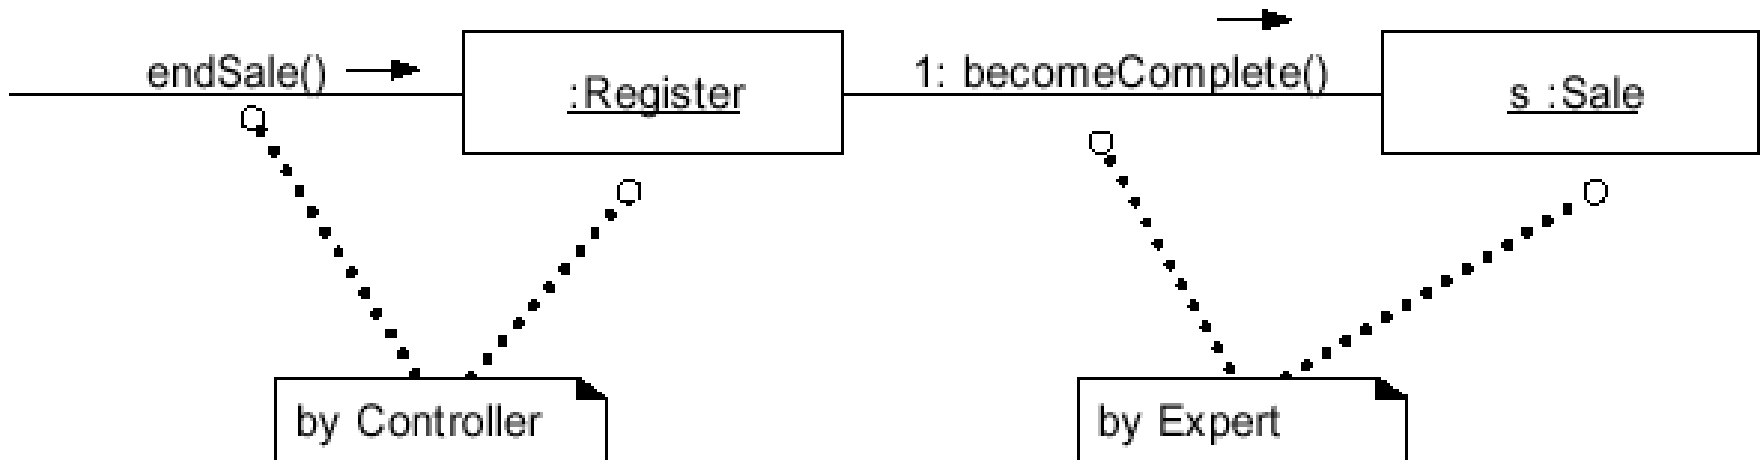 endSale()
:Register
1: becomeComplete()
s :Sale
by Controller
by Expert